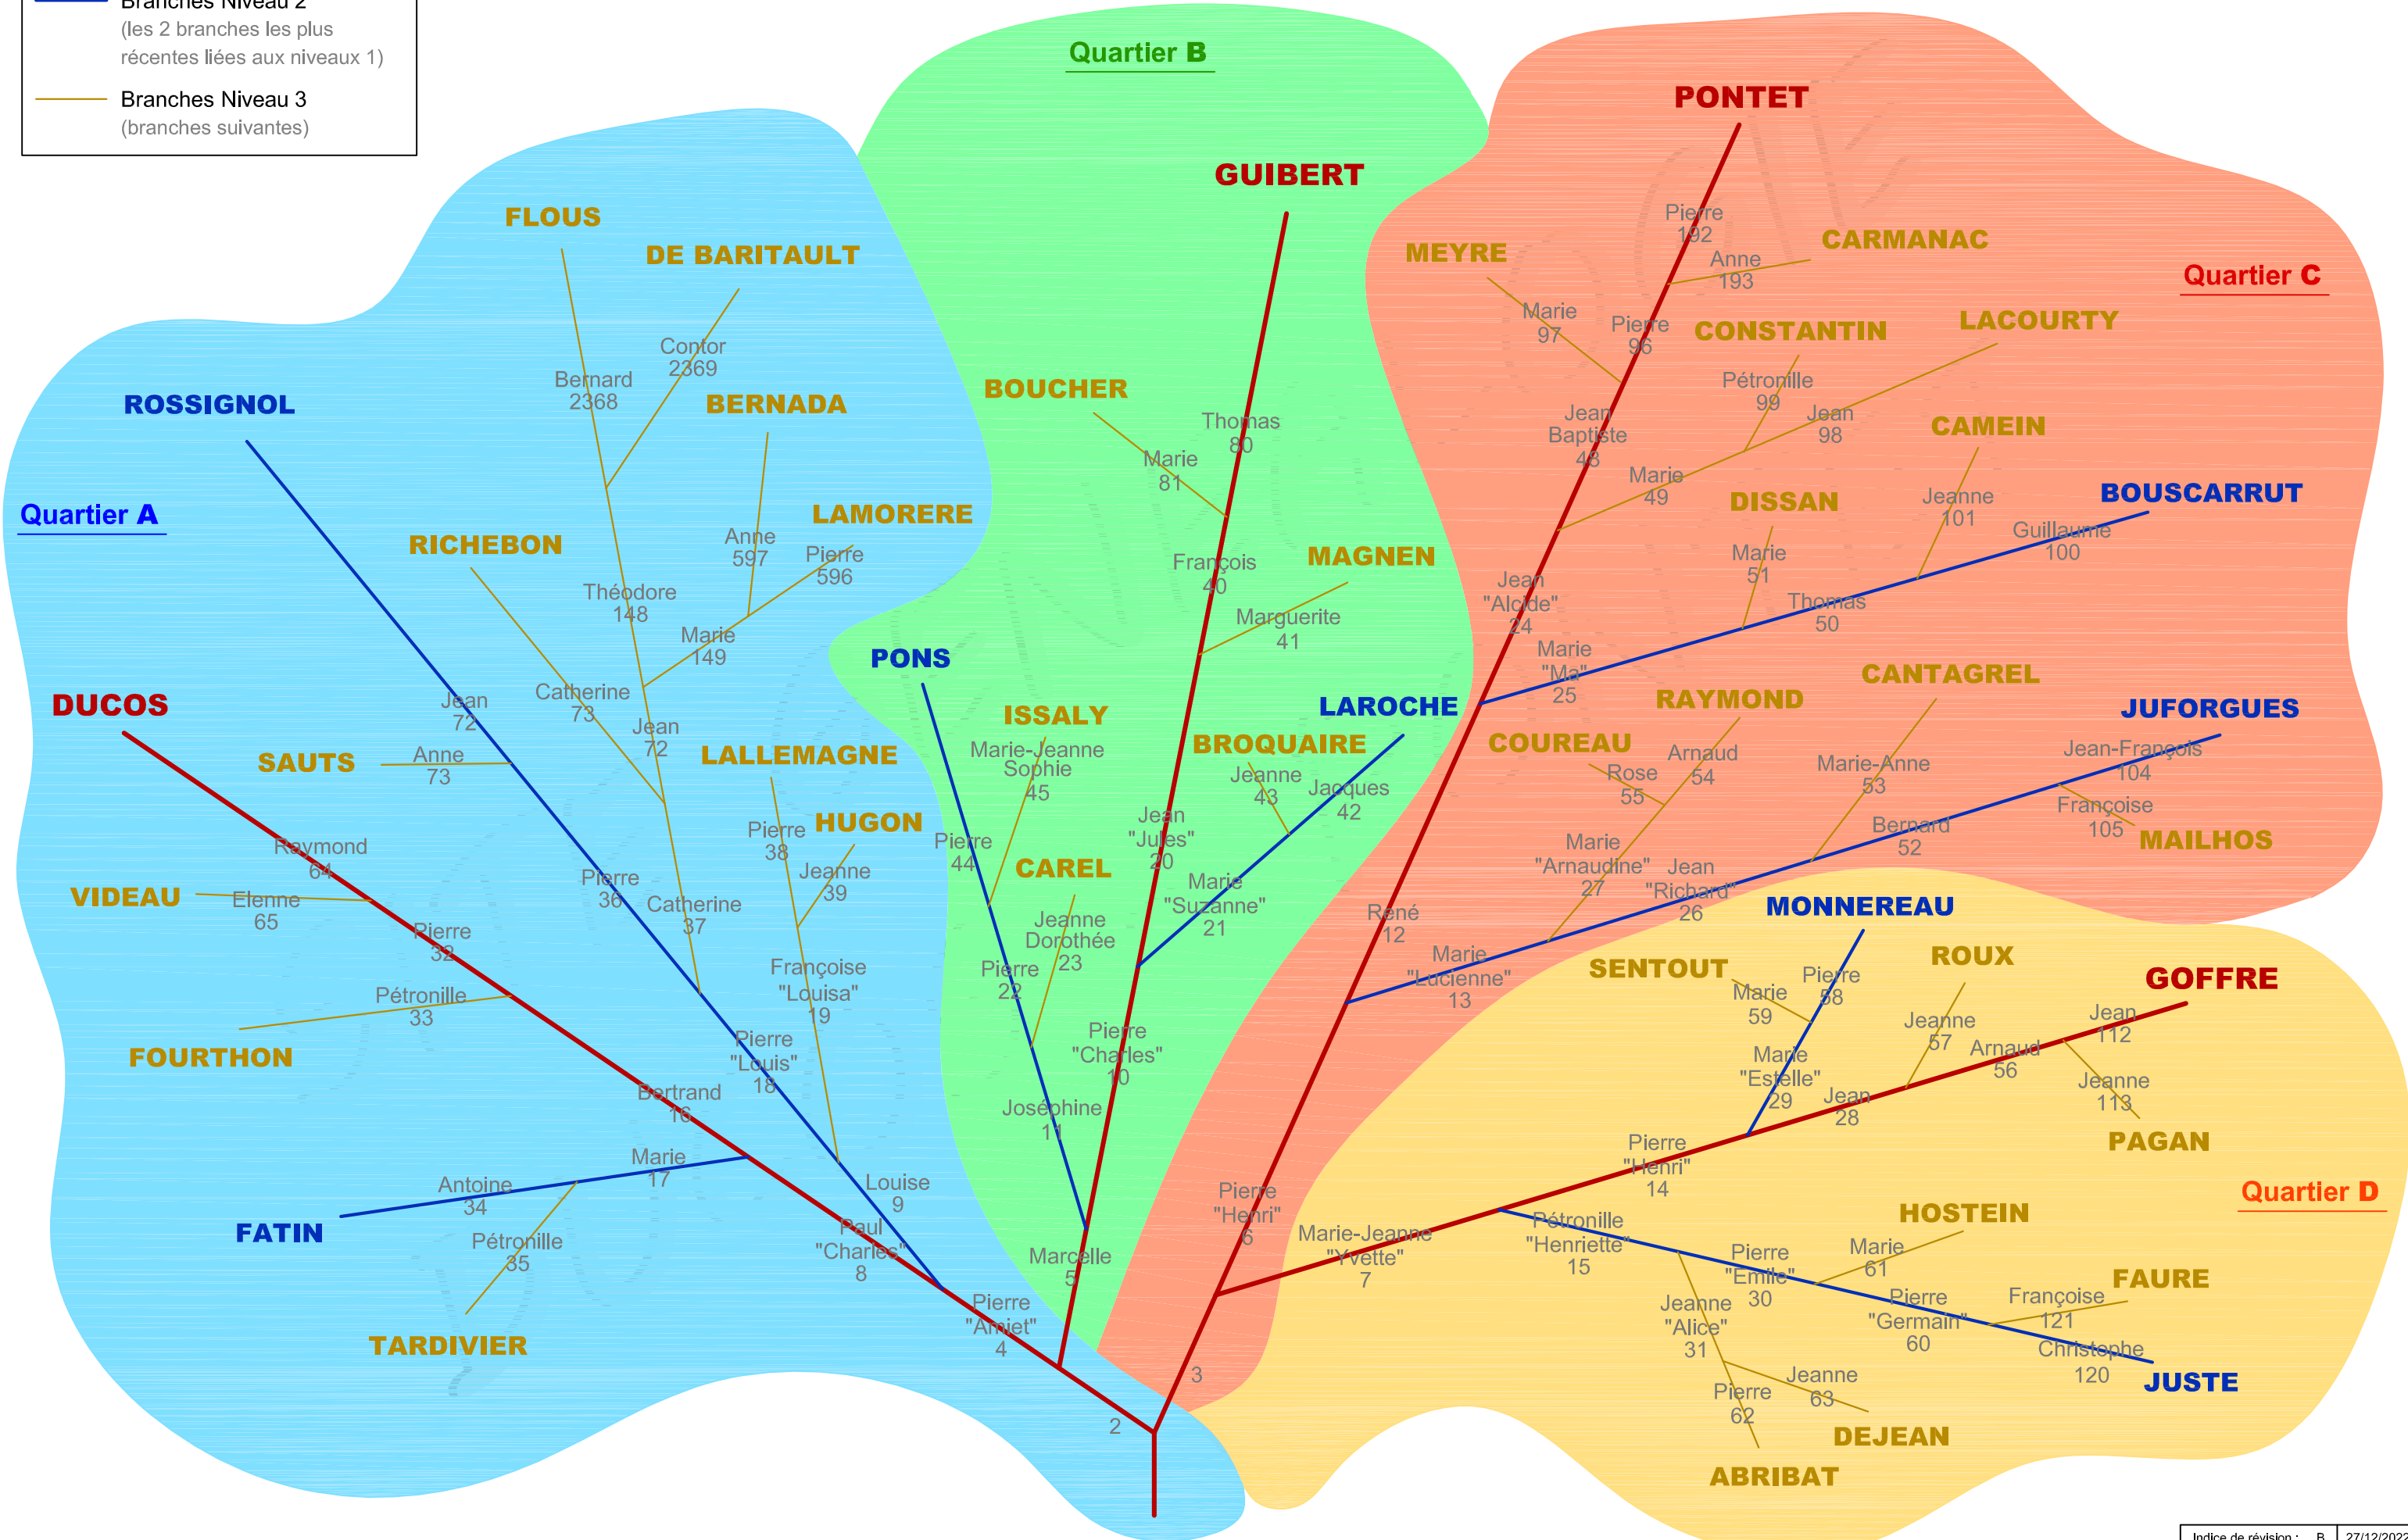 Branches Niveau 2
(les 2 branches les plus
récentes liées aux niveaux 1)
Branches Niveau 3
(branches suivantes)
Quartier A
ROSSIGNOL
FLOUS
DE BARITAULT
Contor
2369
Bernard
2368
BERNADA
LAMORERE
RICHEBON
Anne
597
Pierre
596
Théodore
148
Marie
149
DUCOS
Jean
72
Catherine
73
Jean
72
SAUTS
Anne
73
LALLEMAGNE
HUGON
Pierre
38
Jeanne
39
Raymond
64
VIDEAU
Elenne
65
Pierre
36
Catherine
37
Pierre
32
Pétronille
33
FOURTHON
Françoise
"Louisa"
19
Pierre
"Louis"
18
Bertrand
16
Marie
17
Antoine
34
FATIN
Pétronille
35
TARDIVIER
Louise
9
Paul
"Charles"
8
Pierre
"Amiet"
4
2
Quartier B
GUIBERT
BOUCHER
Thomas
80
Marie
81
François
40
MAGNEN
Marguerite
41
PONS
ISSALY
Marie-Jeanne
Sophie
45
LAROCHE
BROQUAIRE
Jeanne
43
Jacques
42
Pierre
44
Jean
"Jules"
20
CAREL
Jeanne
Dorothée
23
Marie
"Suzanne"
21
Pierre
22
Pierre
"Charles"
10
Joséphine
11
Marcelle
5
Quartier C
PONTET
Pierre
192
CARMANAC
Anne
193
MEYRE
Marie
97
Pierre
96
CONSTANTIN
LACOURTY
Pétronille
99
Jean
98
Jean
Baptiste
48
Marie
49
CAMEIN
DISSAN
BOUSCARRUT
Jeanne
101
Guillaume
100
Marie
51
Thomas
50
Jean
"Alcide"
24
Marie
"Ma"
25
CANTAGREL
RAYMOND
JUFORGUES
COUREAU
Rose
55
Arnaud
54
Marie-Anne
53
Jean-François
104
Françoise
105
MAILHOS
Bernard
52
Marie
"Arnaudine"
27
Jean
"Richard"
26
René
12
Marie
"Lucienne"
13
Pierre
"Henri"
6
3
Quartier D
MONNEREAU
SENTOUT
ROUX
GOFFRE
Marie
59
Pierre
58
Jeanne
57
Jean
112
Arnaud
56
Jeanne
113
PAGAN
Marie
"Estelle"
29
Jean
28
Pierre
"Henri"
14
Marie-Jeanne
"Yvette"
7
Pétronille
"Henriette"
15
HOSTEIN
Marie
61
Pierre
"Emile"
30
FAURE
Françoise
121
Pierre
"Germain"
60
Christophe
120
JUSTE
Jeanne
"Alice"
31
Jeanne
63
Pierre
62
DEJEAN
ABRIBAT
Indice de révision : B 27/12/2022